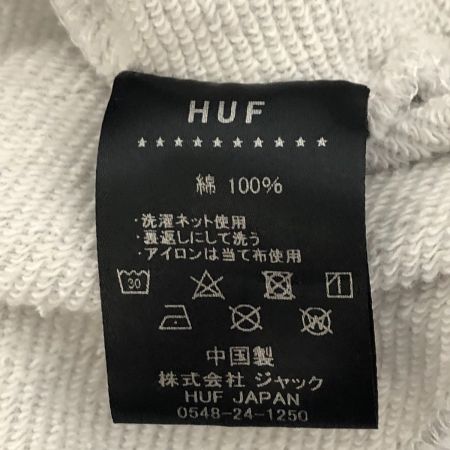 HUF
★★★★★★★★★★
綿 100%
・洗濯ネット使用
・裏返しにして洗う
・アイロンは当て布使用
30
W
中国製
株式会社 ジャック
HUF JAPAN
0548-24-1250